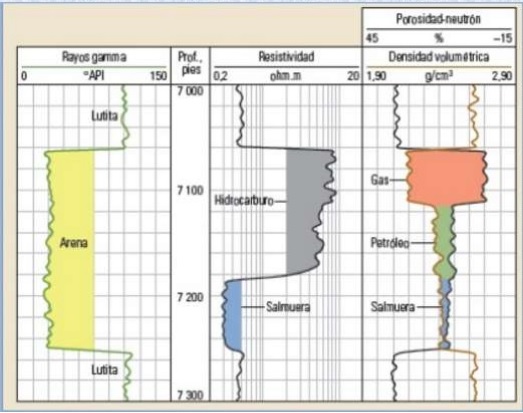 Porosidad-neutrón
45 % −15
Rayos gamma
0 °API 150
Prof., pies
Resistividad
0,2 ohm.m 20
Densidad volumétrica
1,90 g/cm³ 2,90
7 000
Lutita
Gas
7 100
Hidrocarburo
Arena
Petróleo
7 200
Salmuera
Salmuera
Lutita
7 300